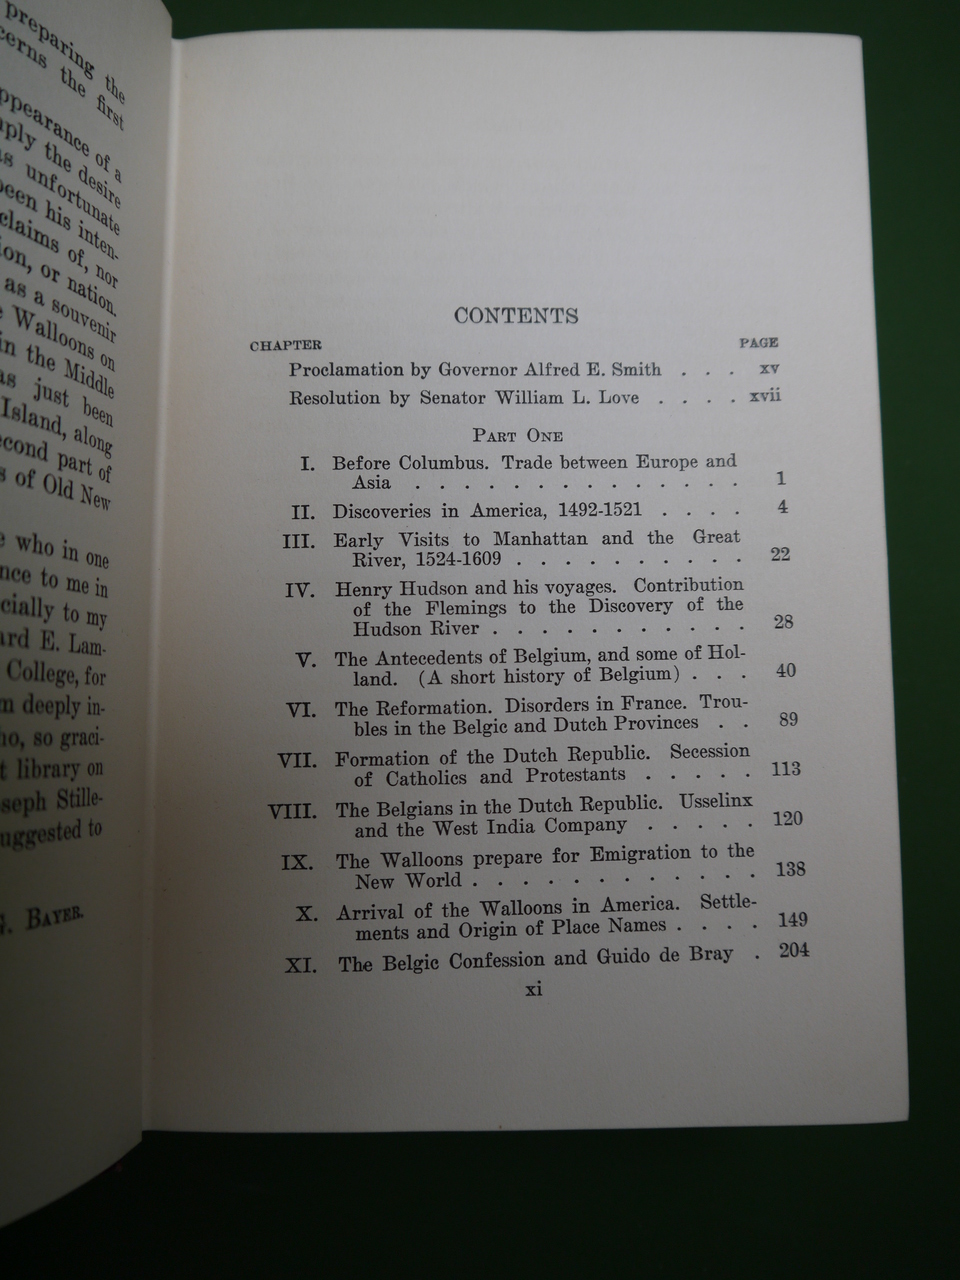 preparing the
cerns the first
ppearance of a
ply the desire
as unfortunate
been his inten-
claims of, nor
ion, or nation.
as a souvenir
e Walloons on
in the Middle
as just been
Island, along
econd part of
s of Old New
e who in one
nce to me in
cially to my
ard E. Lam-
College, for
m deeply in-
ho, so graci-
t library on
seph Stille-
uggested to
G. BAYER.
CONTENTS
CHAPTER PAGE
Proclamation by Governor Alfred E. Smith . . . xv
Resolution by Senator William L. Love . . . . xvii
PART ONE
I. Before Columbus. Trade between Europe and
Asia . . . . . . . . . . . . . . 1
II. Discoveries in America, 1492-1521 . . . . 4
III. Early Visits to Manhattan and the Great
River, 1524-1609 . . . . . . . . . . 22
IV. Henry Hudson and his voyages. Contribution
of the Flemings to the Discovery of the
Hudson River . . . . . . . . . . . 28
V. The Antecedents of Belgium, and some of Hol-
land. (A short history of Belgium) . . . 40
VI. The Reformation. Disorders in France. Trou-
bles in the Belgic and Dutch Provinces . . 89
VII. Formation of the Dutch Republic. Secession
of Catholics and Protestants . . . . . 113
VIII. The Belgians in the Dutch Republic. Usselinx
and the West India Company . . . . . 120
IX. The Walloons prepare for Emigration to the
New World . . . . . . . . . . . . 138
X. Arrival of the Walloons in America. Settle-
ments and Origin of Place Names . . . . 149
XI. The Belgic Confession and Guido de Bray . 204
xi